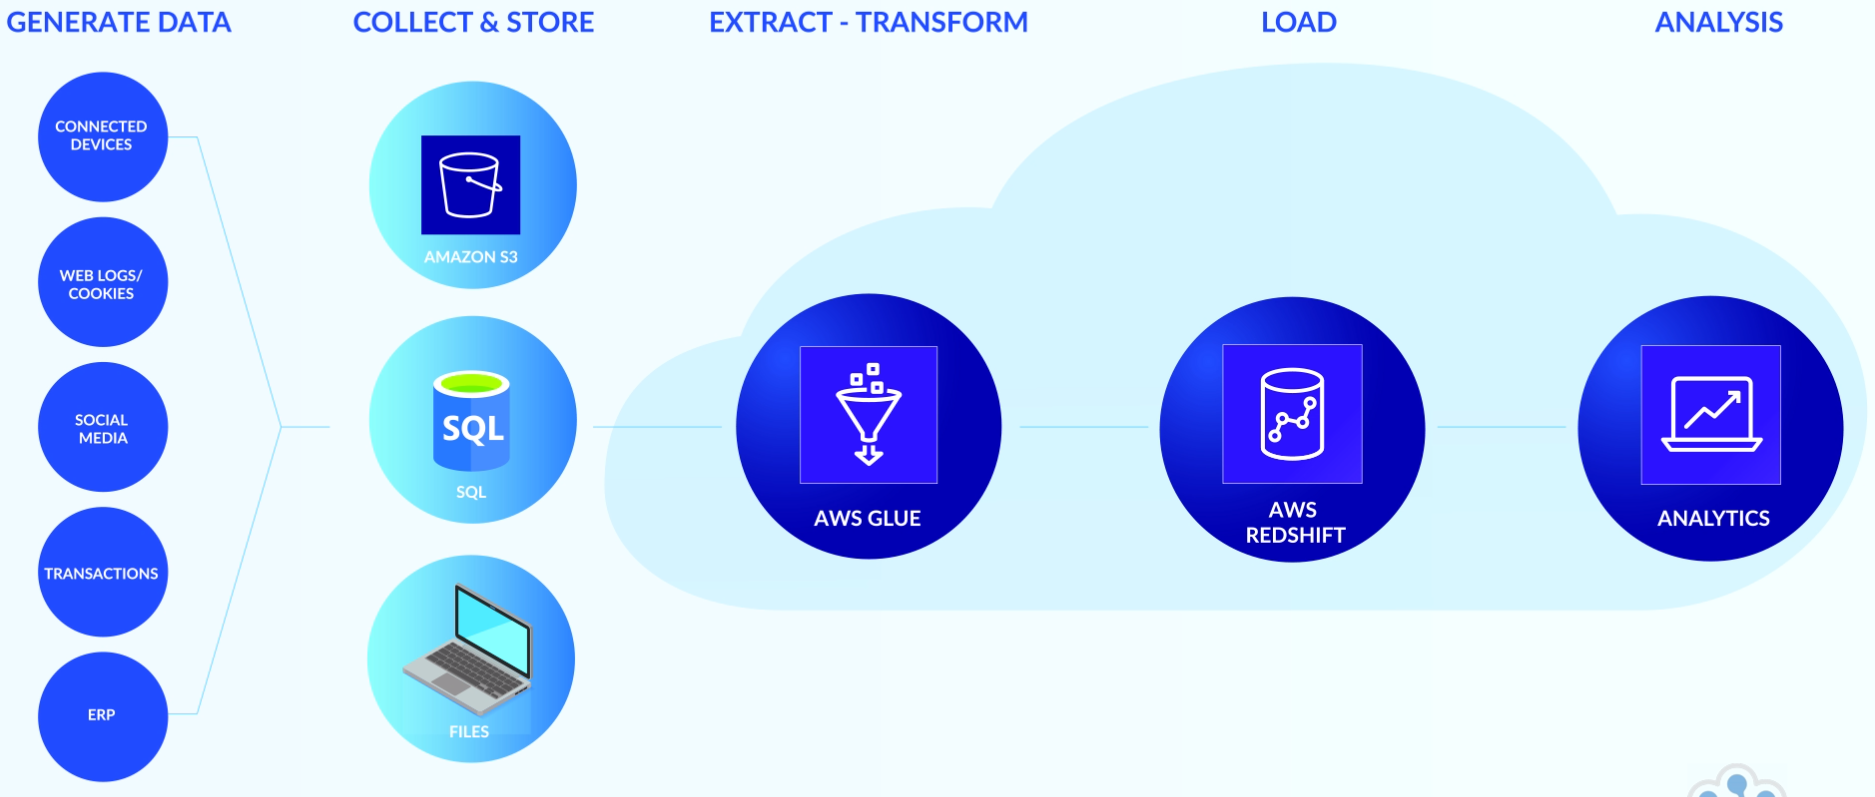 GENERATE DATA
COLLECT & STORE
EXTRACT - TRANSFORM
LOAD
ANALYSIS
CONNECTED
DEVICES
WEB LOGS/
COOKIES
SOCIAL
MEDIA
TRANSACTIONS
ERP
AMAZON S3
SQL
SQL
FILES
AWS GLUE
AWS
REDSHIFT
ANALYTICS